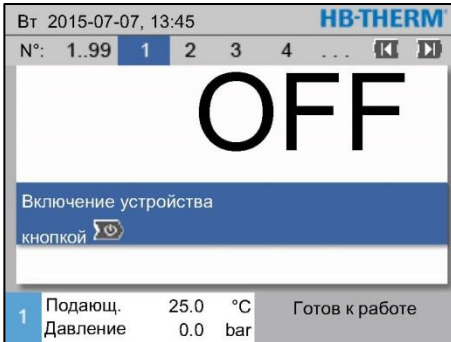 Вт 2015-07-07, 13:45 HB-THERM
N°: 1..99 1 2 3 4 ...
OFF
Включение устройства
кнопкой
1 Подающ. 25.0 °C Готов к работе
Давление 0.0 bar